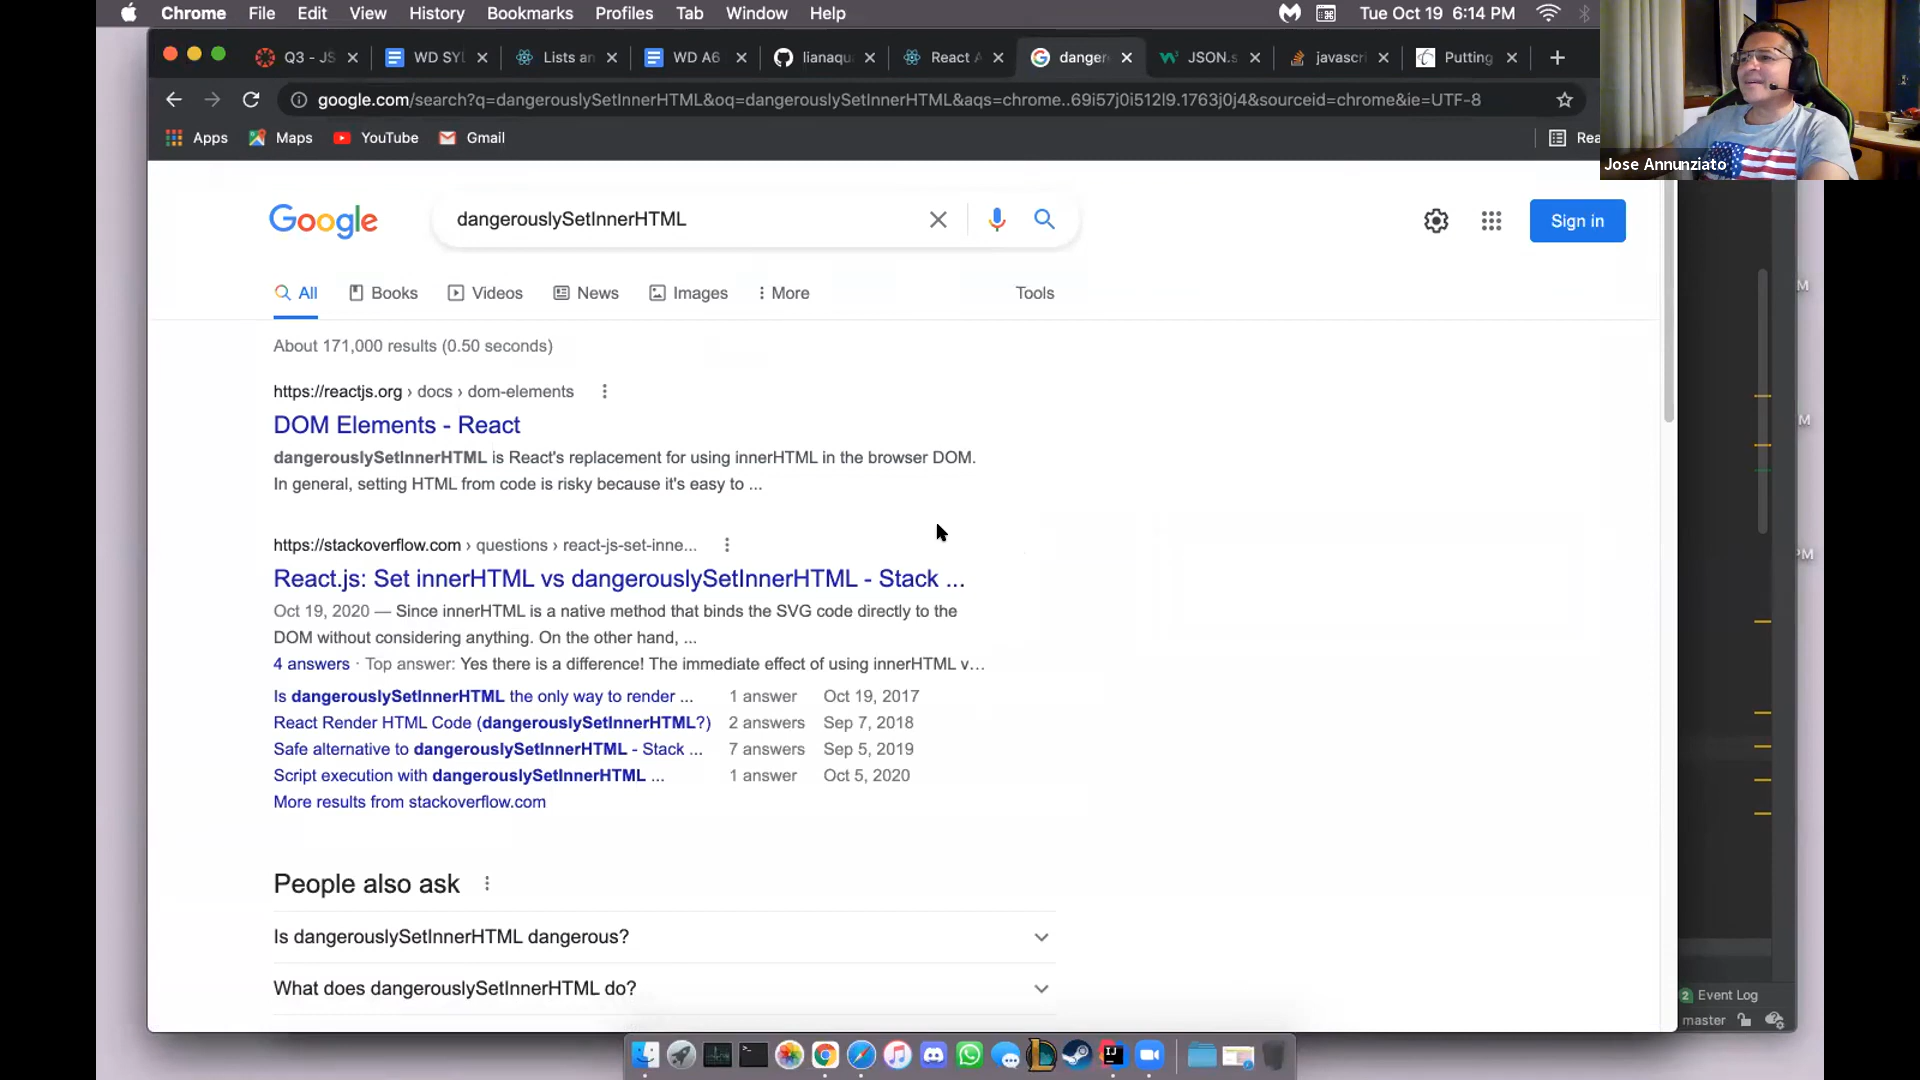 Chrome File Edit View History Bookmarks Profiles Tab Window Help Tue Oct 19 6:14 PM
Q3 - JS WD SYL Lists an WD A6 lianaqu React A danger JSON.s javascri Putting
google.com/search?q=dangerouslySetInnerHTML&oq=dangerouslySetInnerHTML&aqs=chrome..69i57j0i512l9.1763j0j4&sourceid=chrome&ie=UTF-8
Apps Maps YouTube Gmail Rea
Jose Annunziato
Google dangerouslySetInnerHTML Sign in
All Books Videos News Images More Tools
About 171,000 results (0.50 seconds)
https://reactjs.org › docs › dom-elements
DOM Elements - React
dangerouslySetInnerHTML is React's replacement for using innerHTML in the browser DOM.
In general, setting HTML from code is risky because it's easy to ...
https://stackoverflow.com › questions › react-js-set-inne...
React.js: Set innerHTML vs dangerouslySetInnerHTML - Stack ...
Oct 19, 2020 — Since innerHTML is a native method that binds the SVG code directly to the
DOM without considering anything. On the other hand, ...
4 answers · Top answer: Yes there is a difference! The immediate effect of using innerHTML v...
Is dangerouslySetInnerHTML the only way to render ... 1 answer Oct 19, 2017
React Render HTML Code (dangerouslySetInnerHTML?) 2 answers Sep 7, 2018
Safe alternative to dangerouslySetInnerHTML - Stack ... 7 answers Sep 5, 2019
Script execution with dangerouslySetInnerHTML ... 1 answer Oct 5, 2020
More results from stackoverflow.com
People also ask
Is dangerouslySetInnerHTML dangerous?
What does dangerouslySetInnerHTML do?
2 Event Log
master